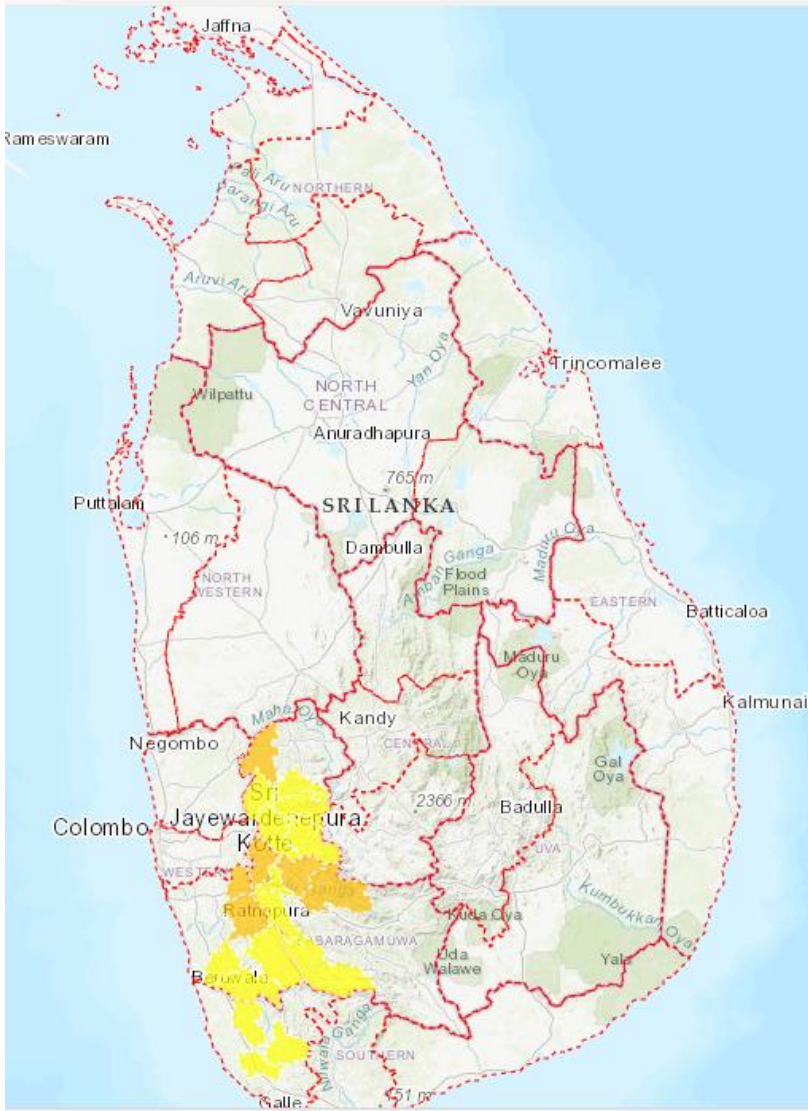 Jaffna
Rameswaram
Pali Aru
NORTHERN
Parangi Aru
Aruvi Aru
Vavuniya
Yan Oya
Trincomalee
Wilpattu
NORTH
CENTRAL
Anuradhapura
765 m
Puttalam
SRI LANKA
106 m
Dambulla
Maduru Oya
Amban Ganga
Flood
Plains
NORTH
WESTERN
EASTERN
Batticaloa
Maduru
Oya
Kalmunai
Maha Oya
Kandy
Negombo
CENTRAL
Gal
Oya
Sri
Jayewardenepura
Kotte
2366 m
Badulla
Colombo
UVA
WESTERN
Ganga
Kumbukkan Oya
Ratnapura
Kuda Oya
SABARAGAMUWA
Uda
Walawe
Yala
Beruwala
Nilwala Ganga
SOUTHERN
Galle
151 m